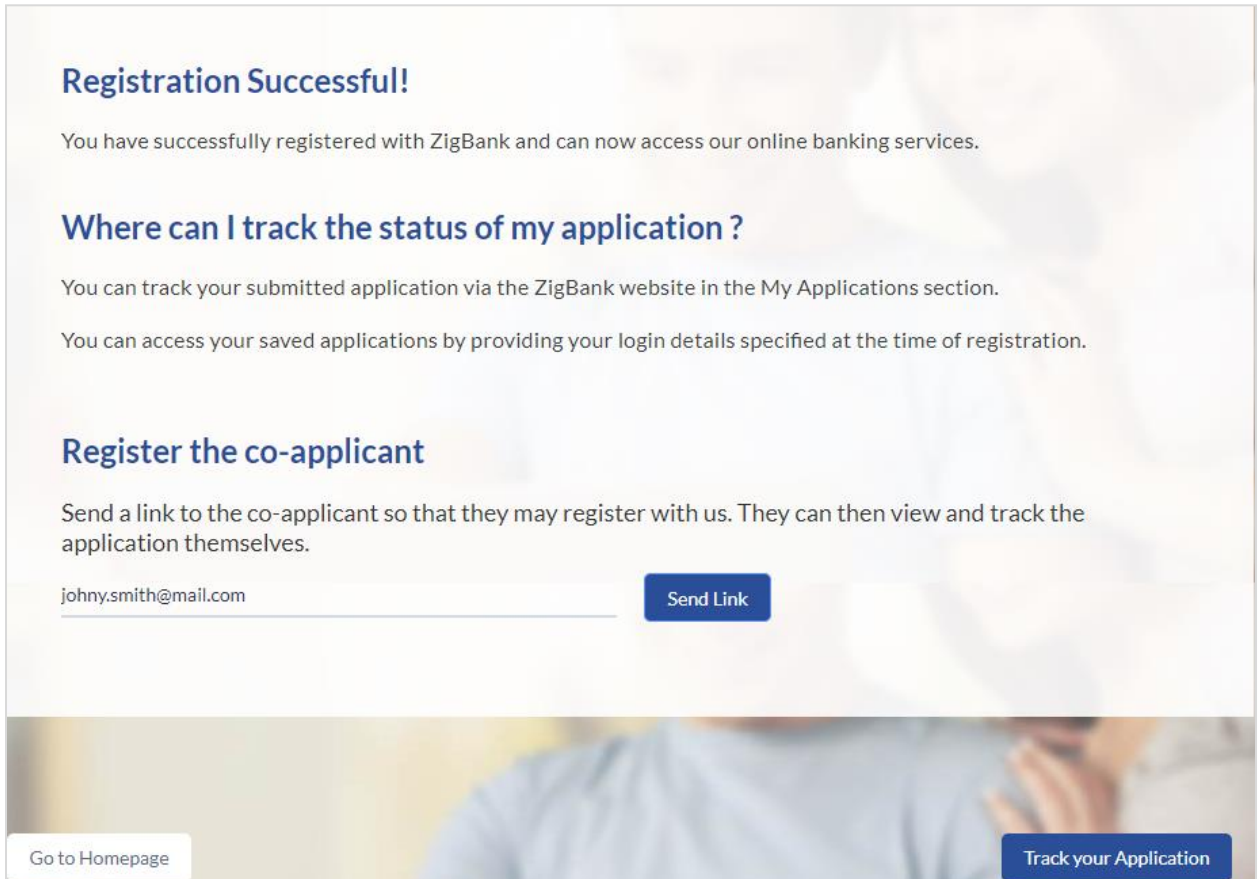 Registration Successful!
You have successfully registered with ZigBank and can now access our online banking services.
Where can I track the status of my application ?
You can track your submitted application via the ZigBank website in the My Applications section.
You can access your saved applications by providing your login details specified at the time of registration.
Register the co-applicant
Send a link to the co-applicant so that they may register with us. They can then view and track the
application themselves.
johny.smith@mail.com
Send Link
Go to Homepage
Track your Application